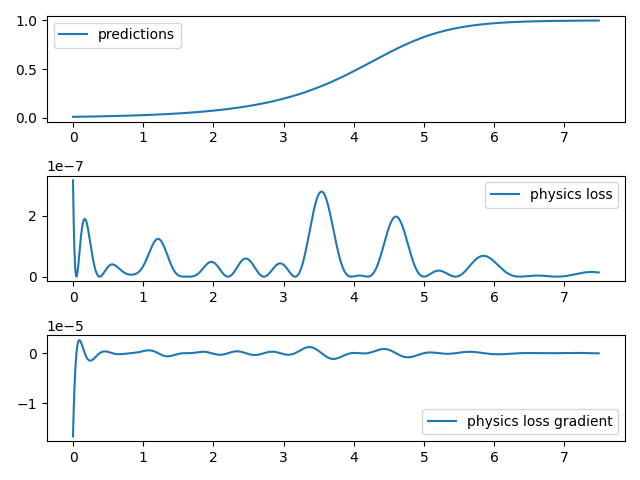 1.0
predictions
0.5
0.0
0 1 2 3 4 5 6 7
1e−7
physics loss
2
0
0 1 2 3 4 5 6 7
1e−5
0
−1
physics loss gradient
0 1 2 3 4 5 6 7